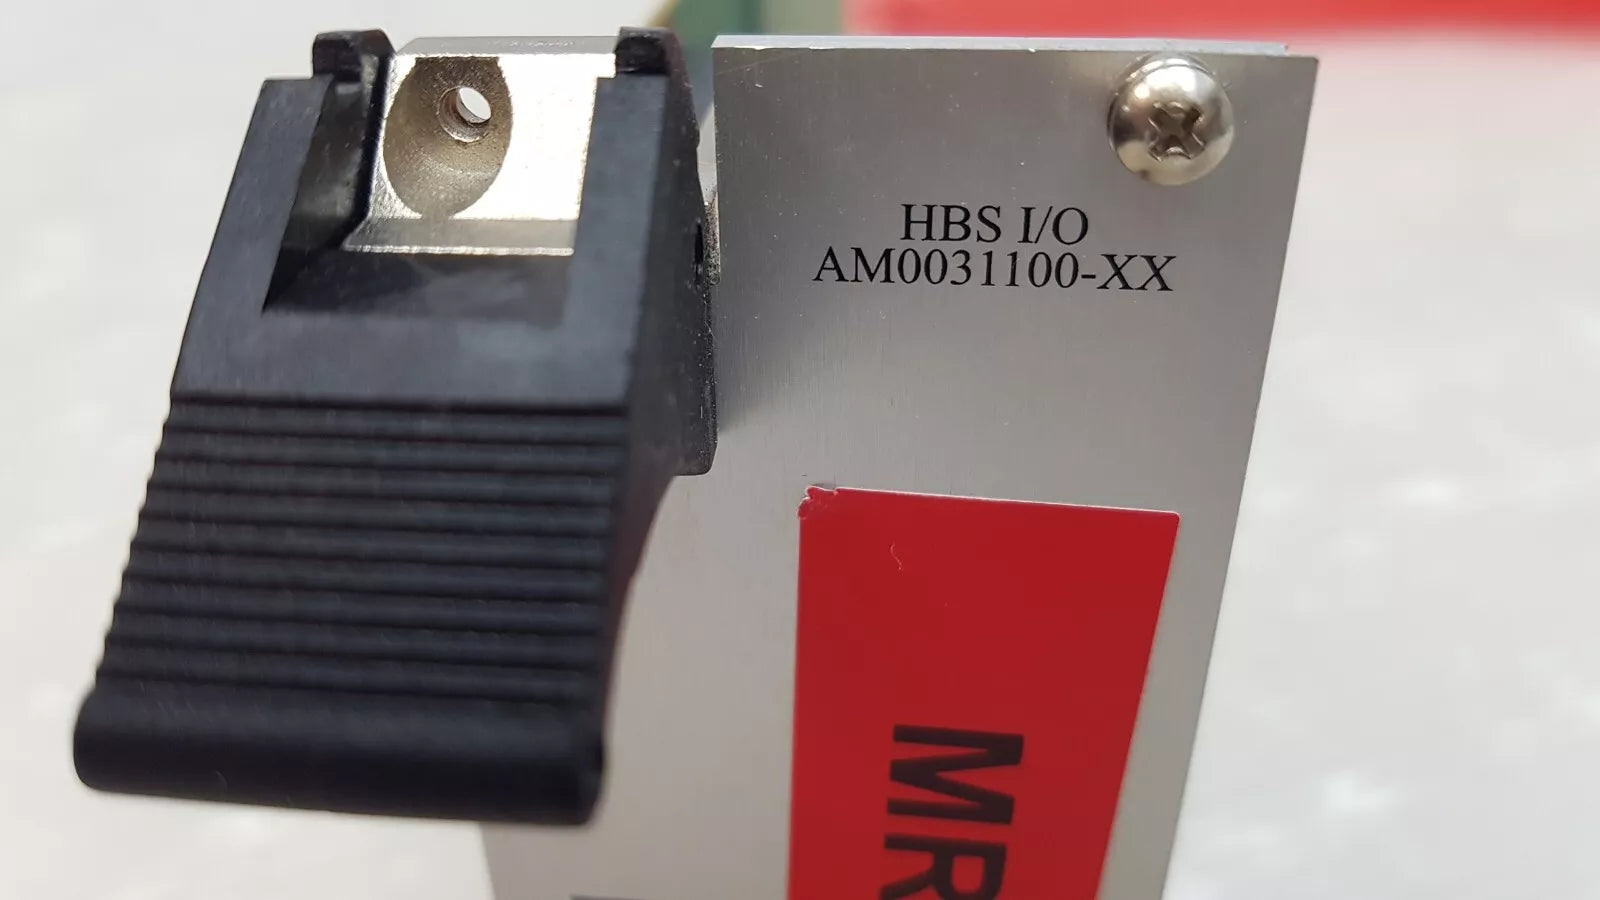 HBS I/O
AM0031100-XX
MR